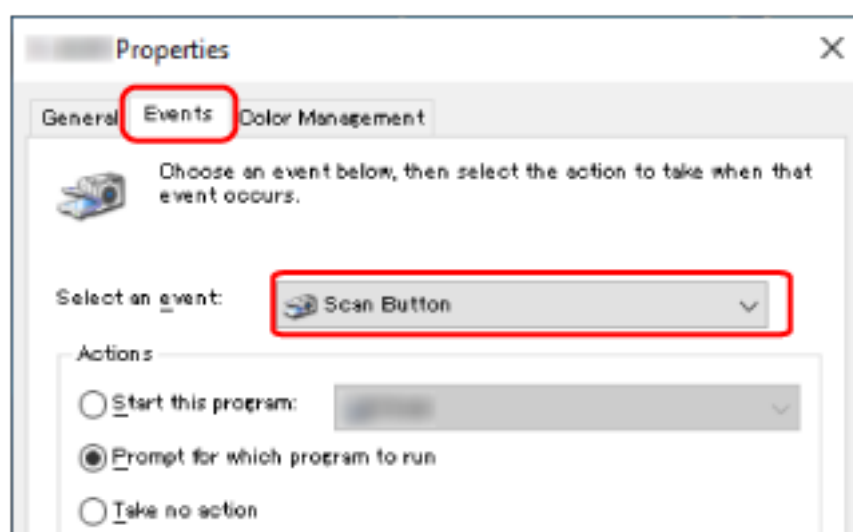 Properties
General Events Color Management
Choose an event below, then select the action to take when that
event occurs.
Select an event:
Scan Button
Actions
Start this program:
Prompt for which program to run
Take no action